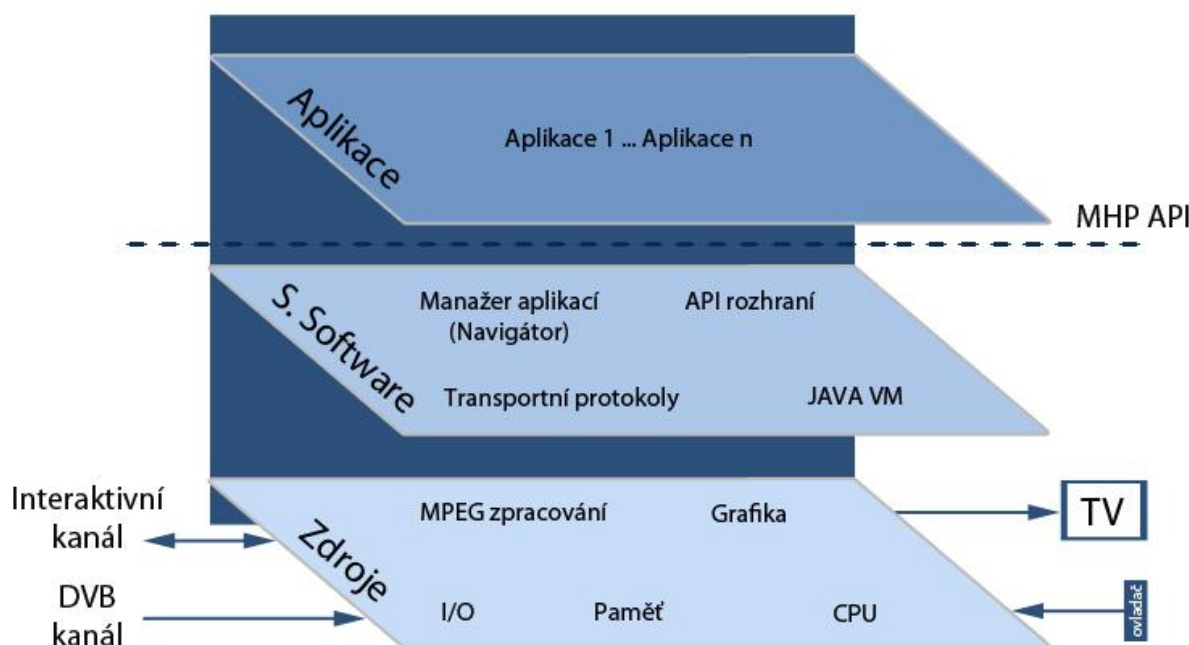 Aplikace
Aplikace 1 ... Aplikace n
MHP API
S. Software
Manažer aplikací
(Navigátor)
API rozhraní
Transportní protokoly
JAVA VM
Interaktivní
kanál
Zdroje
MPEG zpracování
Grafika
TV
DVB
kanál
I/O
Paměť
CPU
ovladač